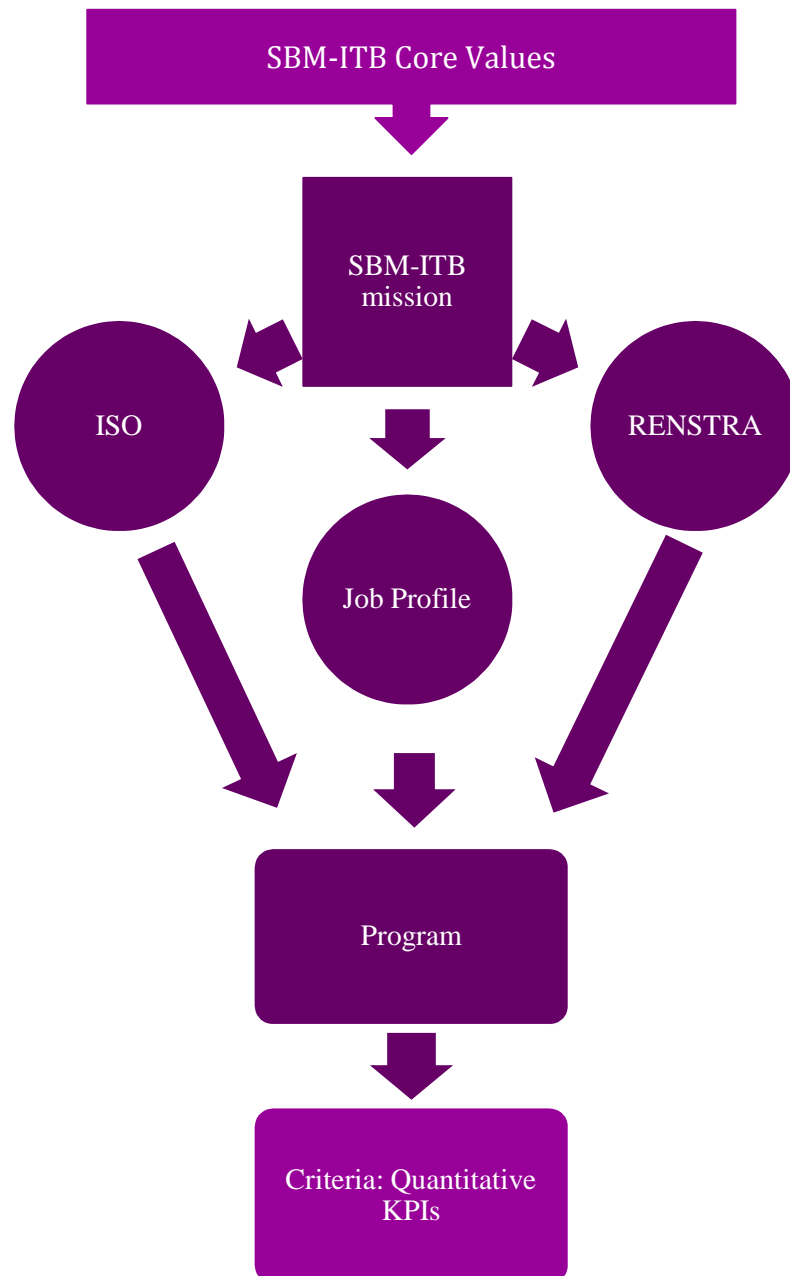 SBM-ITB Core Values
SBM-ITB
mission
ISO
RENSTRA
Job Profile
Program
Criteria: Quantitative
KPIs